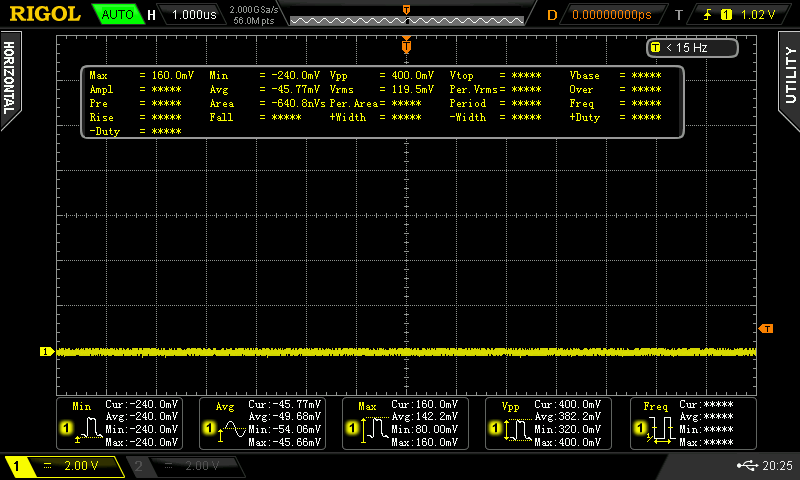 RIGOL AUTO H 1.000us 2.000GSa/s 56.0M pts T D 0.00000000ps T 1 1.02 V
HORIZONTAL
UTILITY
T
T < 15 Hz
Max = 160.0mV Min = -240.0mV Vpp = 400.0mV Vtop = ***** Vbase = *****
Ampl = ***** Avg = -45.77mV Vrms = 119.5mV Per.Vrms= ***** Over = *****
Pre = ***** Area = -640.8nVs Per.Area= ***** Period = ***** Freq = *****
Rise = ***** Fall = ***** +Width = ***** -Width = ***** +Duty = *****
-Duty = *****
T
1
Min Cur:-240.0mV Avg Cur:-45.77mV Max Cur:160.0mV Vpp Cur:400.0mV Freq Cur:*****
Avg:-240.0mV Avg:-49.68mV Avg:142.2mV Avg:382.2mV Avg:*****
1 Min:-240.0mV 1 Min:-54.06mV 1 Min:80.00mV 1 Min:320.0mV 1 Min:*****
Max:-240.0mV Max:-45.66mV Max:160.0mV Max:400.0mV Max:*****
1 2.00 V 2 2.00 V 20:25